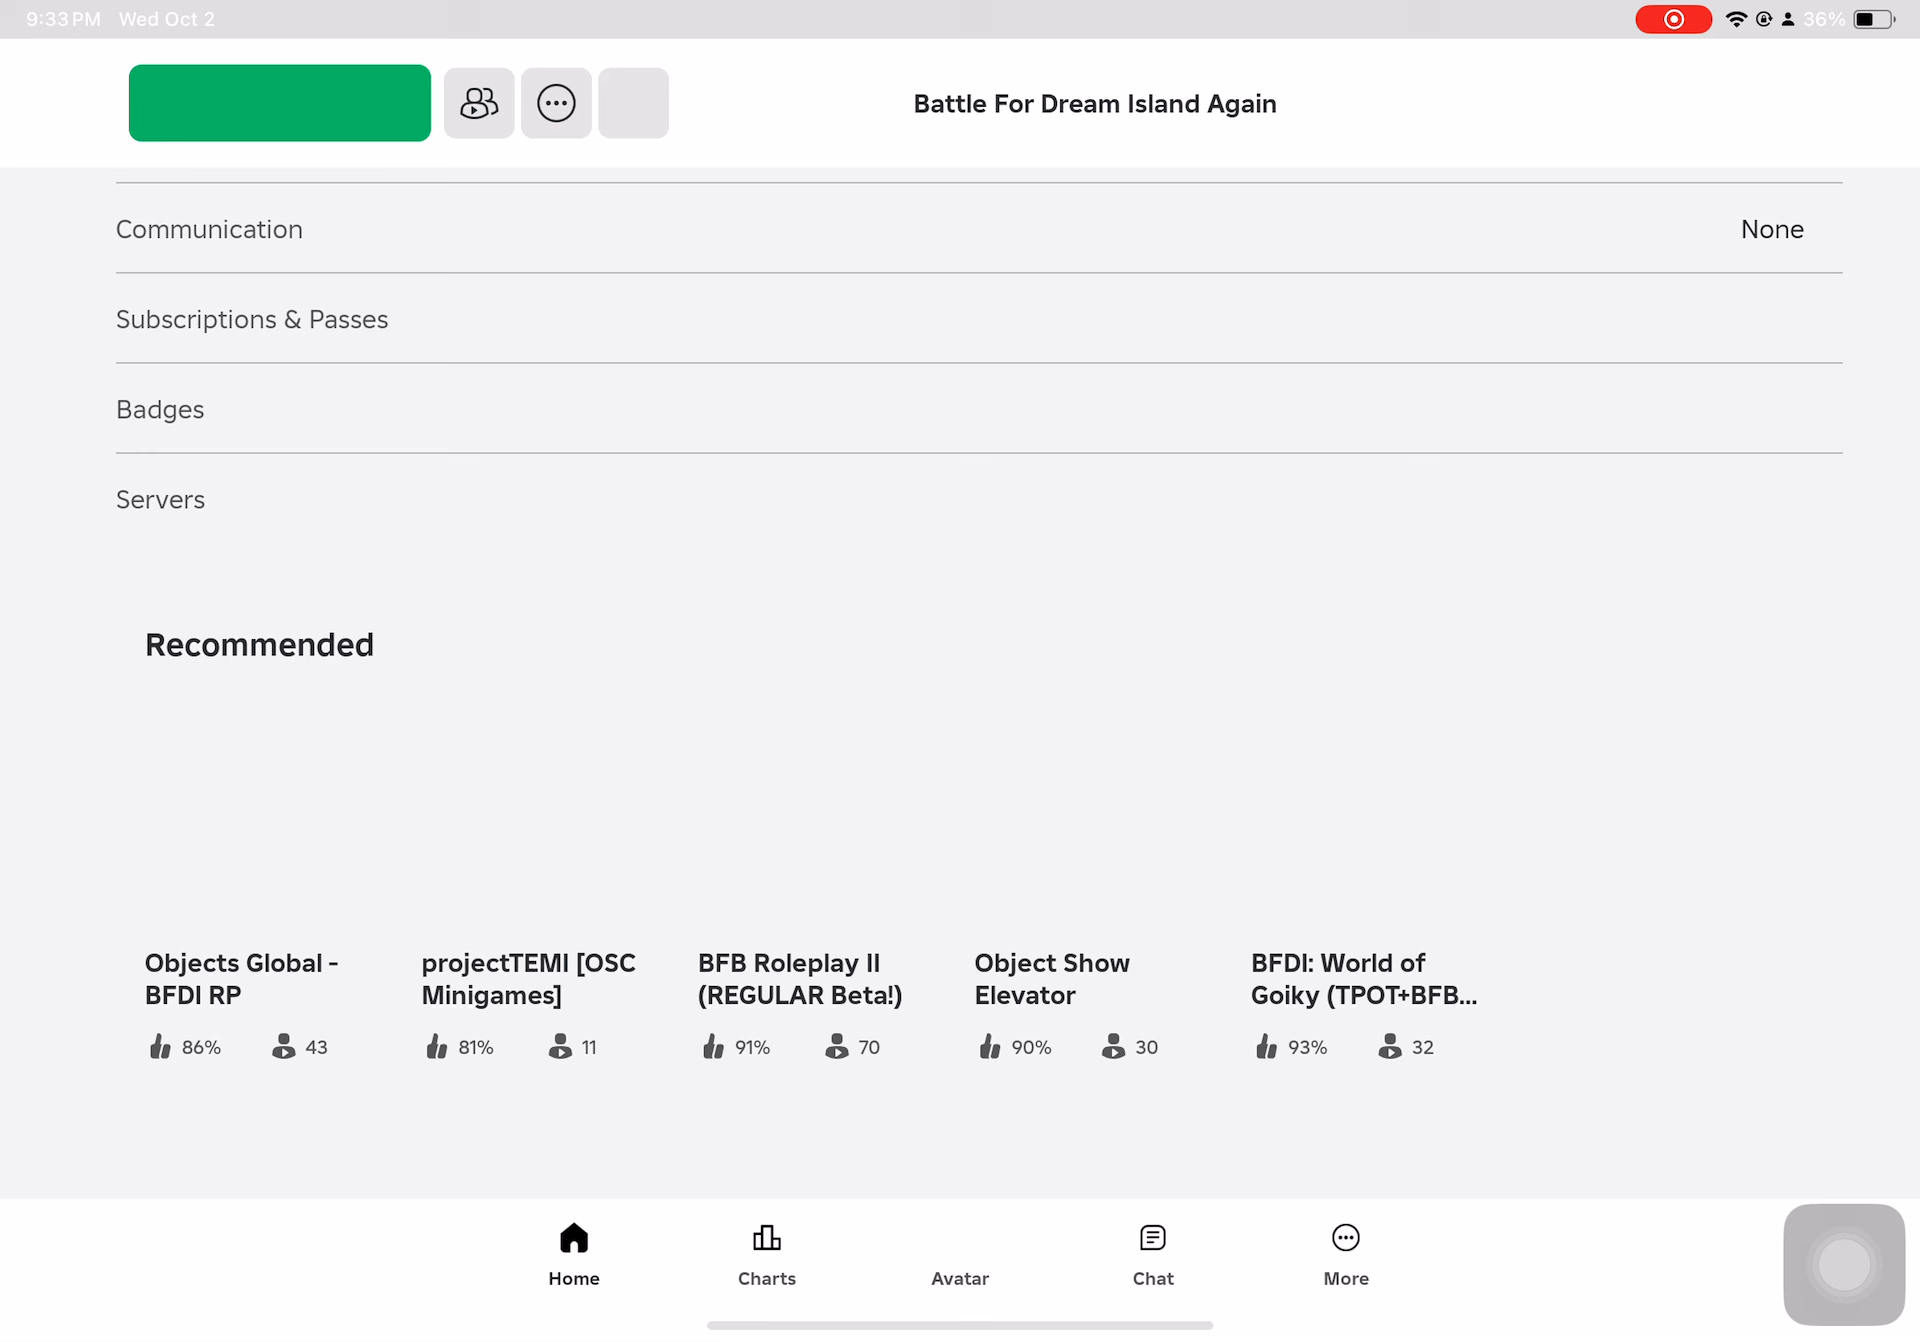 9:33 PM Wed Oct 2
36%
Battle For Dream Island Again
Communication
None
Subscriptions & Passes
Badges
Servers
Recommended
Objects Global -
BFDI RP
86% 43
projectTEMI [OSC
Minigames]
81% 11
BFB Roleplay II
(REGULAR Beta!)
91% 70
Object Show
Elevator
90% 30
BFDI: World of
Goiky (TPOT+BFB...
93% 32
Home
Charts
Avatar
Chat
More